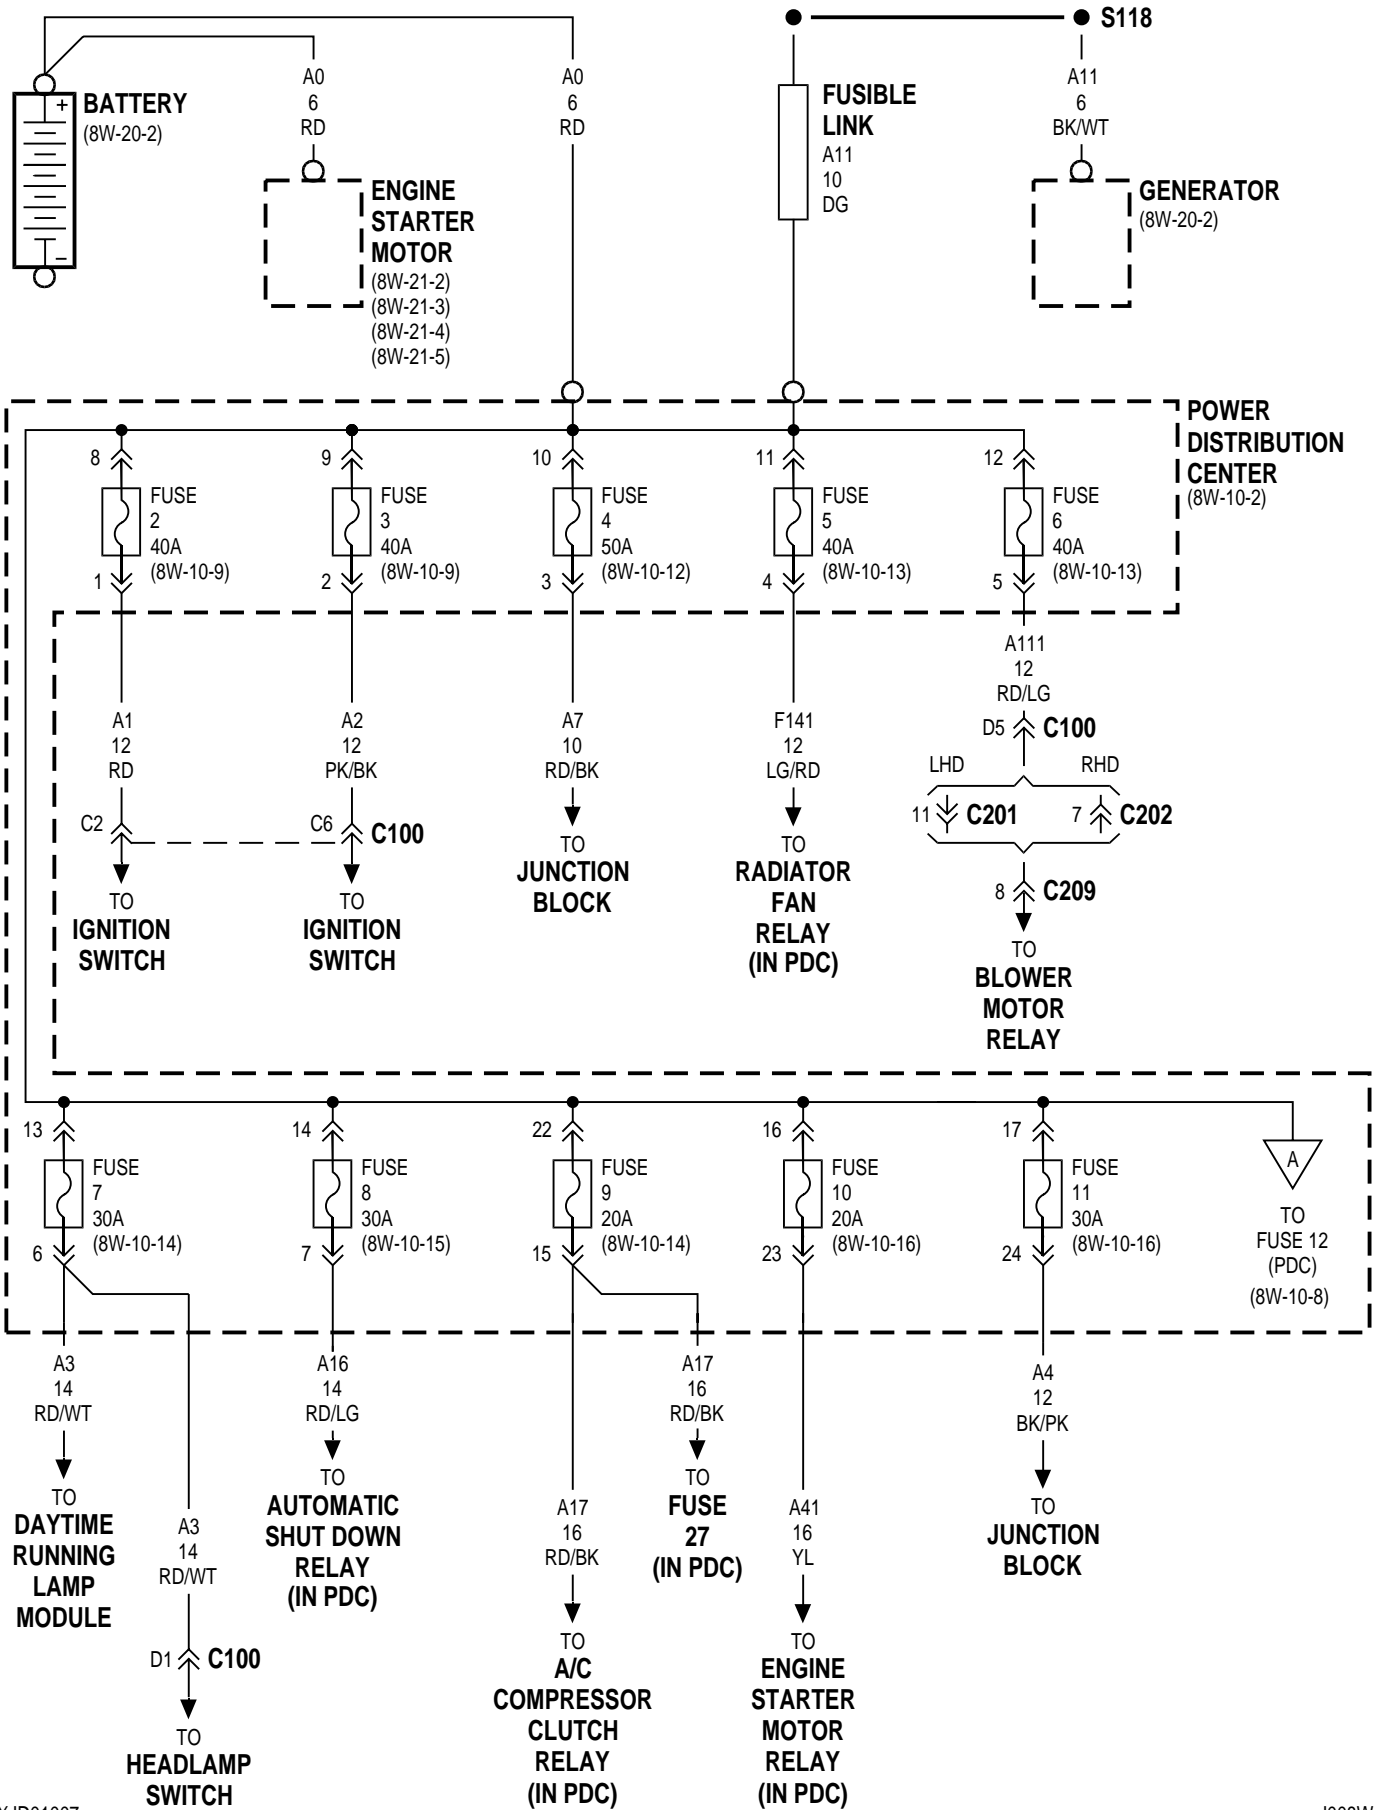 S118
A0
6
RD
A0
6
RD
A11
6
BK/WT
+
BATTERY
(8W-20-2)
–
FUSIBLE
LINK
A11
10
DG
ENGINE
STARTER
MOTOR
(8W-21-2)
(8W-21-3)
(8W-21-4)
(8W-21-5)
GENERATOR
(8W-20-2)
POWER
DISTRIBUTION
CENTER
(8W-10-2)
8
FUSE
2
40A
(8W-10-9)
1
9
FUSE
3
40A
(8W-10-9)
2
10
FUSE
4
50A
(8W-10-12)
3
11
FUSE
5
40A
(8W-10-13)
4
12
FUSE
6
40A
(8W-10-13)
5
A1
12
RD
C2
TO
IGNITION
SWITCH
A2
12
PK/BK
C6
C100
TO
IGNITION
SWITCH
A7
10
RD/BK
TO
JUNCTION
BLOCK
F141
12
LG/RD
TO
RADIATOR
FAN
RELAY
(IN PDC)
A111
12
RD/LG
D5 C100
LHD RHD
11 C201
7 C202
8 C209
TO
BLOWER
MOTOR
RELAY
13
FUSE
7
30A
(8W-10-14)
6
14
FUSE
8
30A
(8W-10-15)
7
22
FUSE
9
20A
(8W-10-14)
15
16
FUSE
10
20A
(8W-10-16)
23
17
FUSE
11
30A
(8W-10-16)
24
A
TO
FUSE 12
(PDC)
(8W-10-8)
A3
14
RD/WT
TO
DAYTIME
RUNNING
LAMP
MODULE
A3
14
RD/WT
D1 C100
TO
HEADLAMP
SWITCH
A16
14
RD/LG
TO
AUTOMATIC
SHUT DOWN
RELAY
(IN PDC)
A17
16
RD/BK
TO
A/C
COMPRESSOR
CLUTCH
RELAY
(IN PDC)
A17
16
RD/BK
TO
FUSE
27
(IN PDC)
A41
16
YL
TO
ENGINE
STARTER
MOTOR
RELAY
(IN PDC)
A4
12
BK/PK
TO
JUNCTION
BLOCK